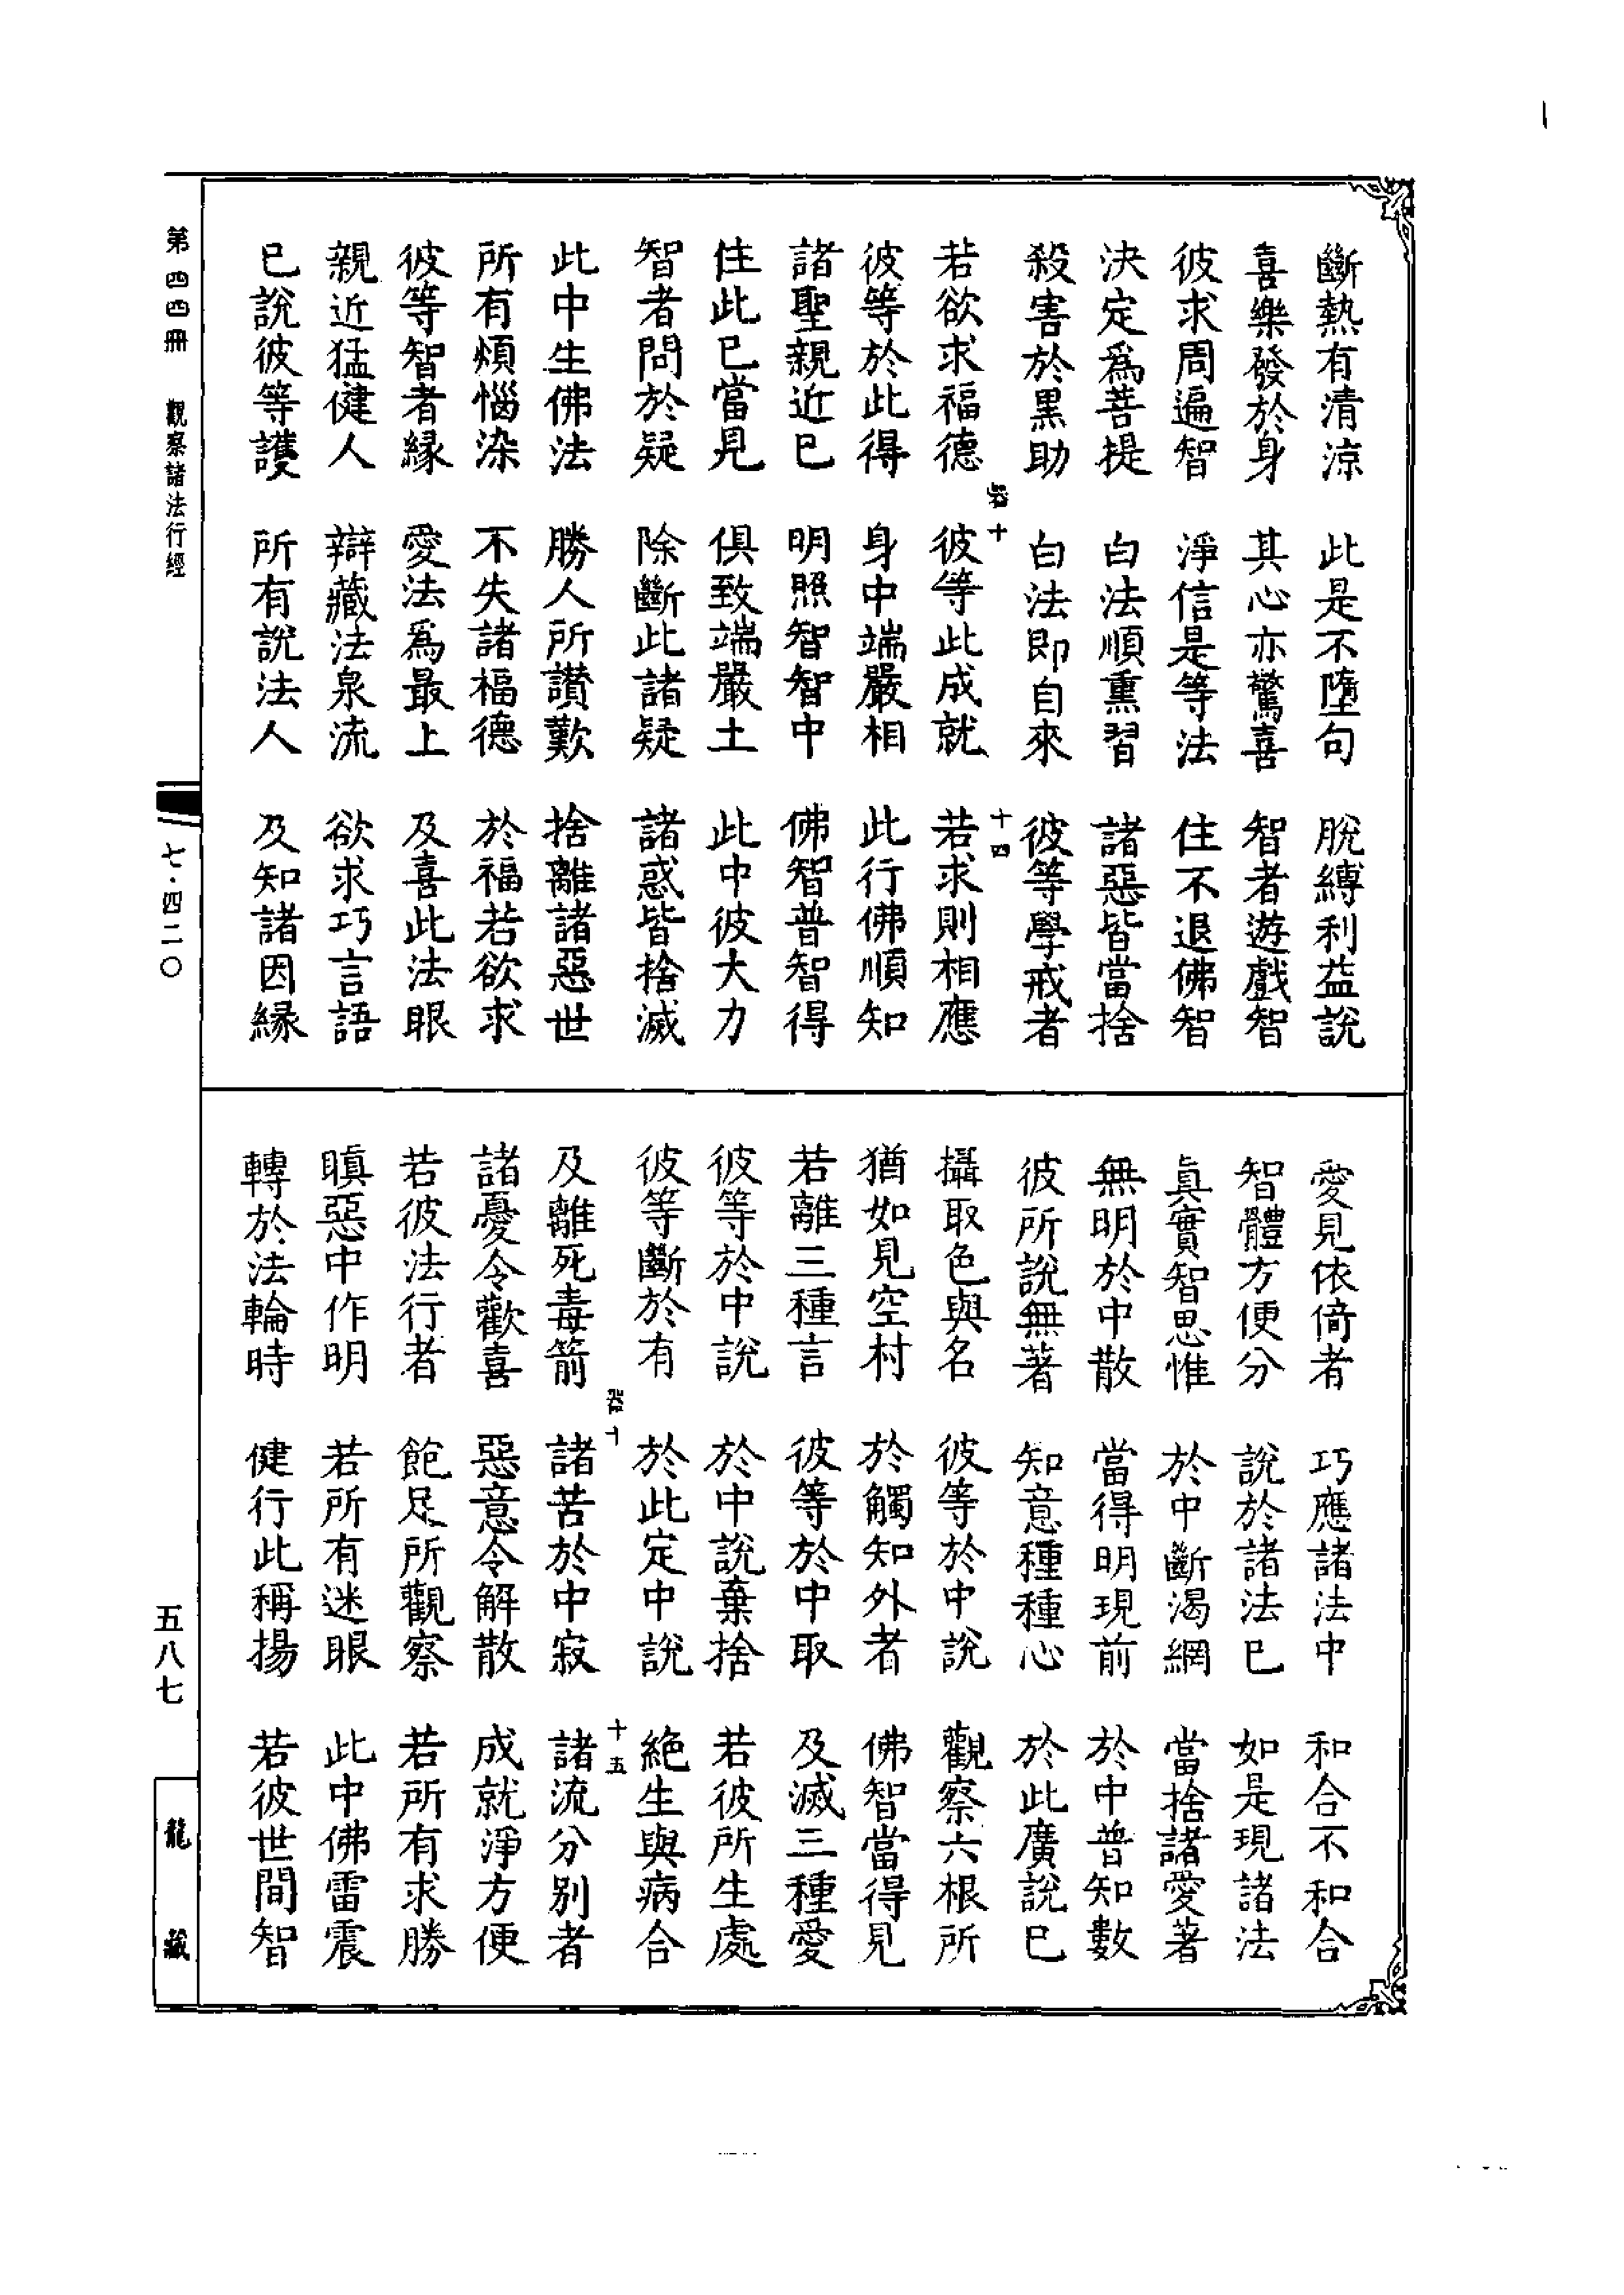 斷熱有清涼　此是不墮句　脫縛利益說
喜樂發於身　其心亦驚喜　智者遊戲智
彼求周遍智　淨信是等法　住不退佛智
決定爲菩提　白法順熏習　諸惡皆當捨
殺害於黑助　白法即自來　彼等學戒者
十　十四
若欲求福德　彼等此成就　若求則相應
彼等於此得　身中端嚴相　此行佛順知
諸聖親近已　明照智智中　佛智普智得
住此已當見　俱致端嚴土　此中彼大力
智者問於疑　除斷此諸疑　諸惑皆捨滅
此中生佛法　勝人所讃歎　捨離諸惡世
所有煩惱染　不失諸福德　於福若欲求
彼等智者緣　愛法爲最上　及喜此法眼
親近猛健人　辯藏法泉流　欲求巧言語
已說彼等護　所有說法人　及知諸因緣
愛見依倚者　巧應諸法中　和合不和合
智體方便分　說於諸法已　如是現諸法
真實智思惟　於中斷渴網　當捨諸愛著
無明於中散　當得明現前　於中普知數
彼所說無著　知意種種心　於此廣說已
攝取色與名　彼等於中說　觀察六根所
猶如見空村　於觸知外者　佛智當得見
若離三種言　彼等於中取　及滅三種愛
彼等於中說　於中說棄捨　若彼所生處
彼等斷於有　於此定中說　絶生與病合
十五
及離死毒箭　諸苦於中寂　諸流分別者
諸憂令歡喜　惡意令解散　成就淨方便
若彼法行者　飽足所觀察　若所有求勝
瞋惡中作明　若所有迷眼　此中佛雷震
轉於法輪時　健行此稱揚　若彼世間智
第四四冊　觀察諸法行經　七·四二〇　五八七　龍藏